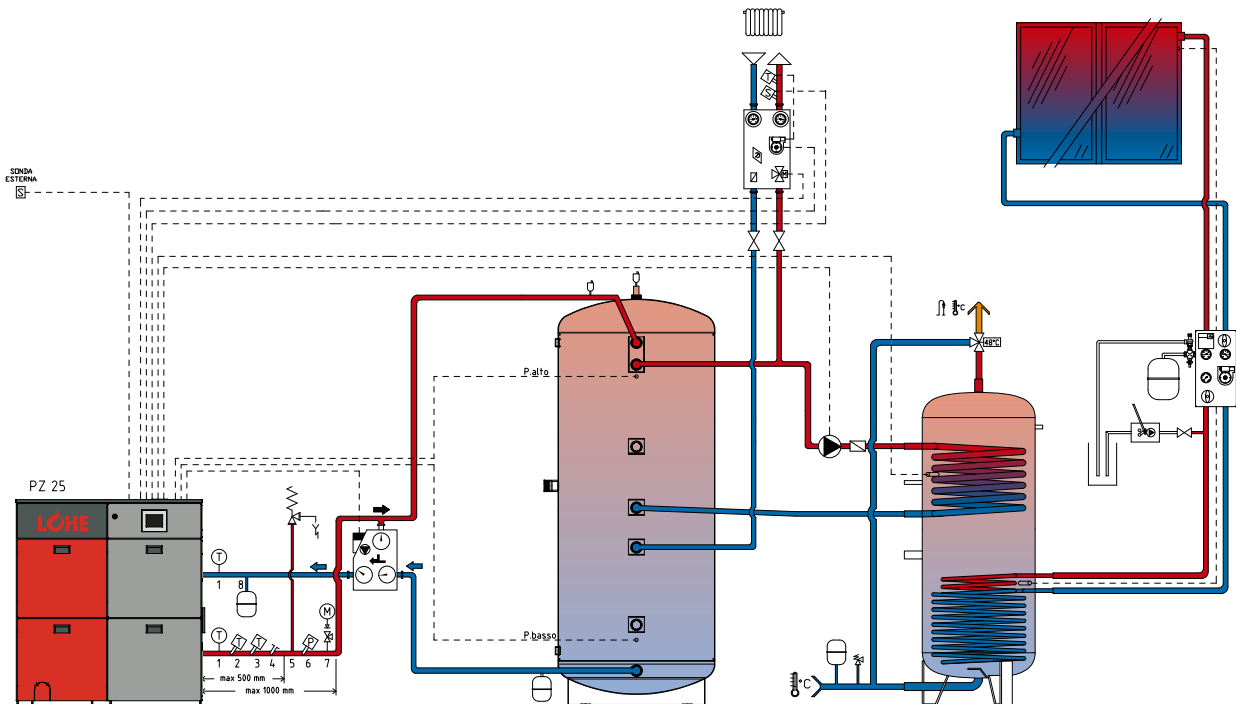 SONDA
ESTERNA
S
K
S
M
°C
48°C
P.alto
PZ 25
LOHE
T
1
8
M
P.basso
T
P
1 2 3 4 5 6 7
max 500 mm
max 1000 mm
°C